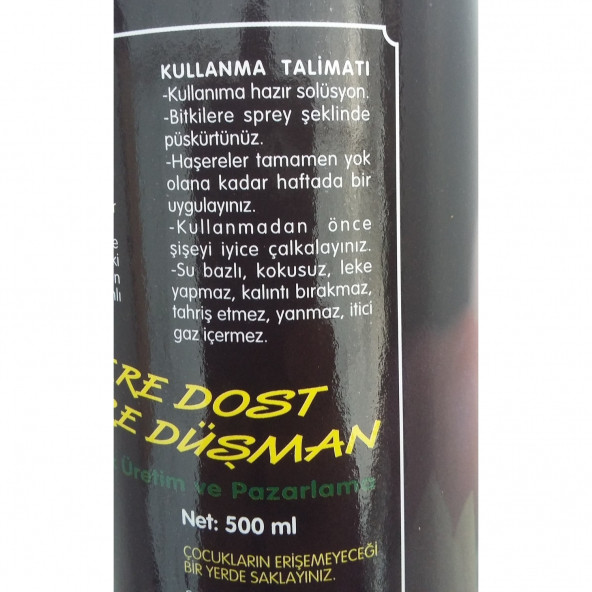 KULLANMA TALİMATI
-Kullanıma hazır solüsyon.
-Bitkilere sprey şeklinde
püskürtünüz.
-Haşereler tamamen yok
olana kadar haftada bir
uygulayınız.
-Kullanmadan önce
şişeyi iyice çalkalayınız.
-Su bazlı, kokusuz, leke
yapmaz, kalıntı bırakmaz,
tahriş etmez, yanmaz, itici
gaz içermez.
DOST
DÜŞMAN
Üretim ve Pazarlama
Net: 500 ml
ÇOCUKLARIN ERİŞEMEYECEĞİ
BİR YERDE SAKLAYINIZ.